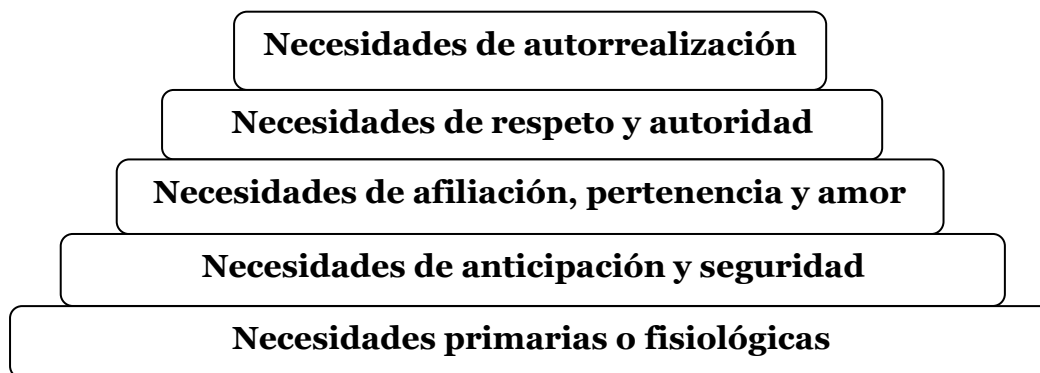 Necesidades de autorrealización
Necesidades de respeto y autoridad
Necesidades de afiliación, pertenencia y amor
Necesidades de anticipación y seguridad
Necesidades primarias o fisiológicas